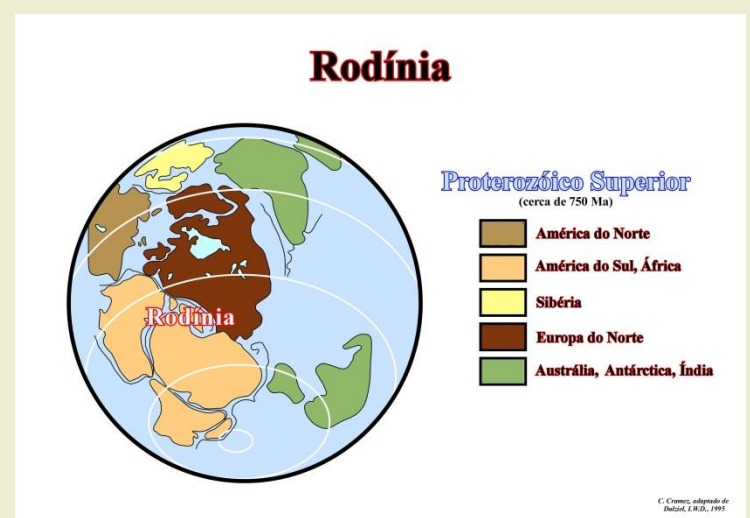 Rodínia
Proterozóico Superior
(cerca de 750 Ma)
América do Norte
América do Sul, África
Sibéria
Europa do Norte
Austrália, Antárctica, Índia
Rodínia
C. Cramez, adaptado de
Dalziel, I.W.D., 1995